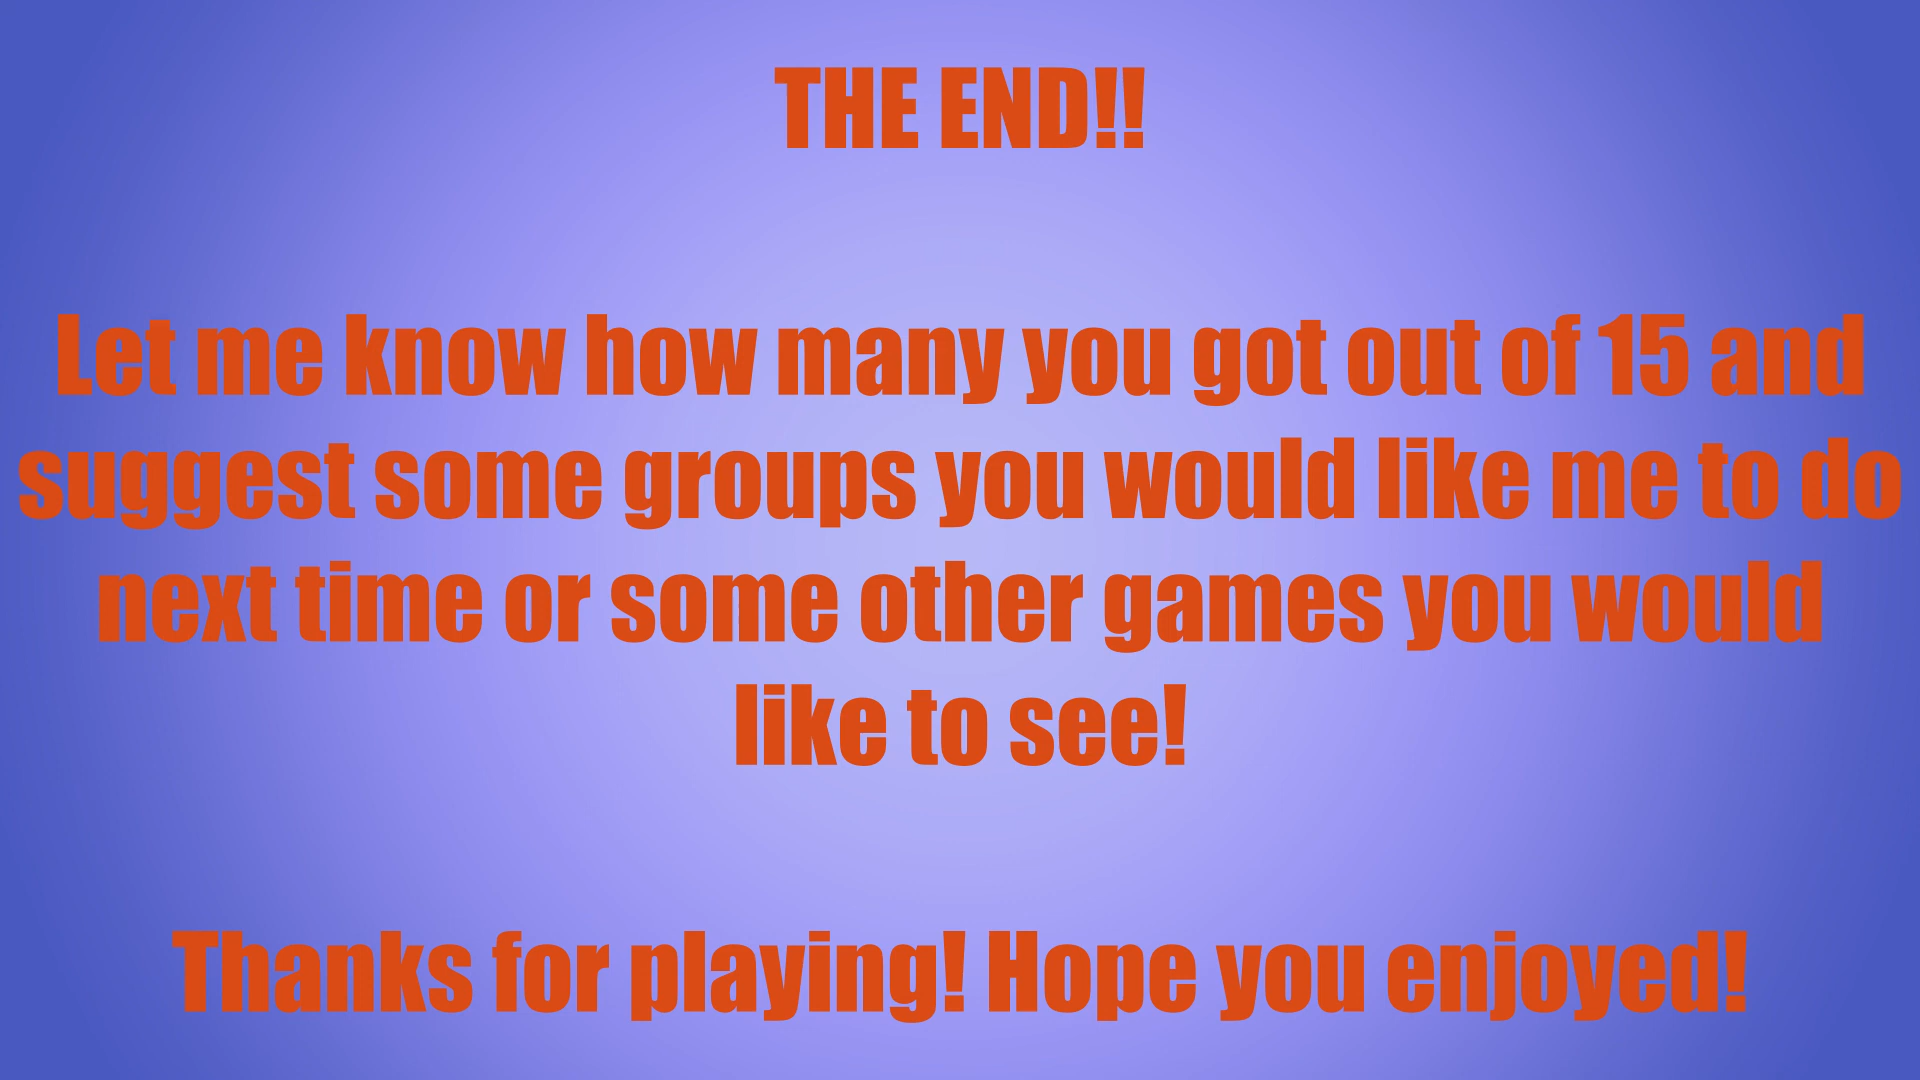 THE END!!
Let me know how many you got out of 15 and
suggest some groups you would like me to do
next time or some other games you would
like to see!
Thanks for playing! Hope you enjoyed!